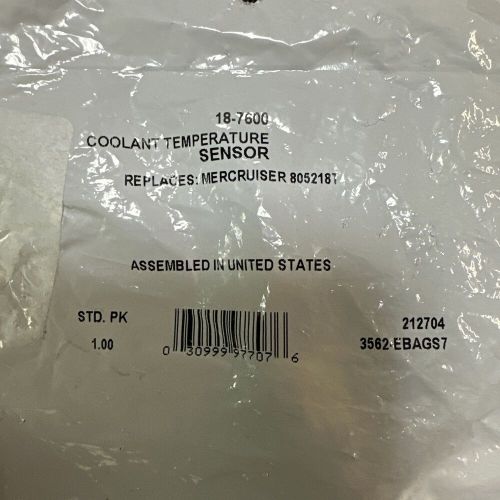 18-7600
COOLANT TEMPERATURE
SENSOR
REPLACES: MERCRUISER 805218T
ASSEMBLED IN UNITED STATES
STD. PK
1.00
0 30999 97707 6
212704
3562-EBAGS7